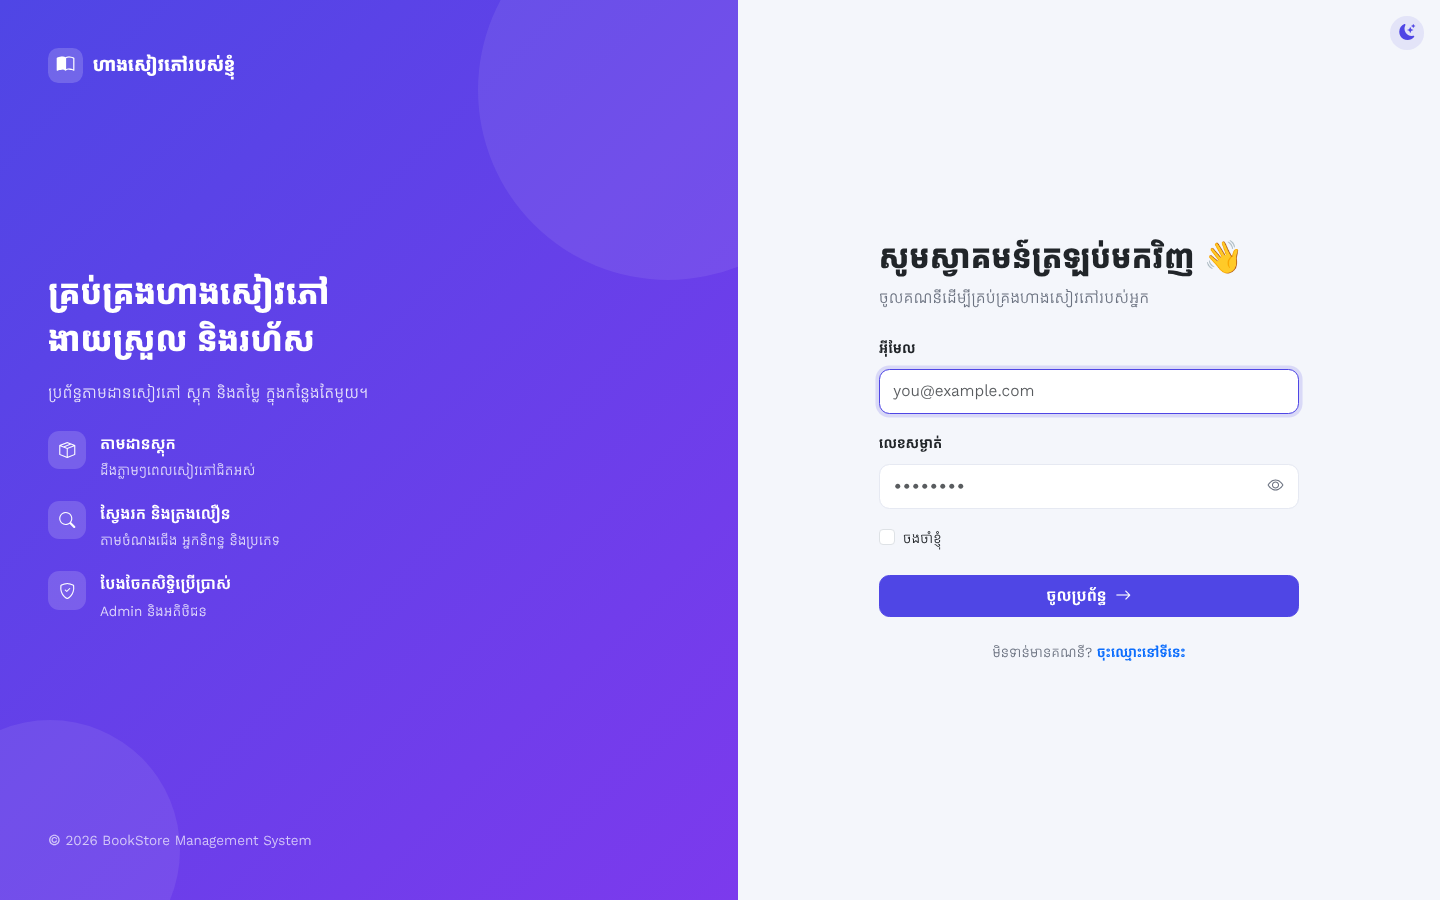 ហាងសៀវភៅរបស់ខ្ញុំ
គ្រប់គ្រងហាងសៀវភៅ
ងាយស្រួល និងរហ័ស
ប្រព័ន្ធតាមដានសៀវភៅ ស្តុក និងតម្លៃ ក្នុងកន្លែងតែមួយ។
តាមដានស្តុក
ដឹងភ្លាមៗពេលសៀវភៅជិតអស់
ស្វែងរក និងត្រងលឿន
តាមចំណងជើង អ្នកនិពន្ធ និងប្រភេទ
បែងចែកសិទ្ធិប្រើប្រាស់
Admin និងអតិថិជន
© 2026 BookStore Management System
សូមស្វាគមន៍ត្រឡប់មកវិញ 👋
ចូលគណនីដើម្បីគ្រប់គ្រងហាងសៀវភៅរបស់អ្នក
អ៊ីមែល
you@example.com
លេខសម្ងាត់
••••••••
ចងចាំខ្ញុំ
ចូលប្រព័ន្ធ →
មិនទាន់មានគណនី? ចុះឈ្មោះនៅទីនេះ